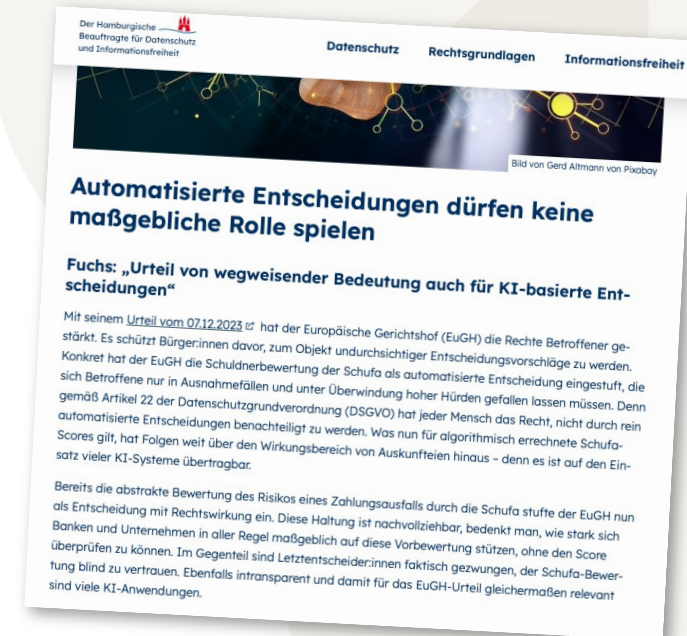 Der Hamburgische
Beauftragte für Datenschutz
und Informationsfreiheit
Datenschutz Rechtsgrundlagen Informationsfreiheit
Bild von Gerd Altmann von Pixabay
Automatisierte Entscheidungen dürfen keine
maßgebliche Rolle spielen
Fuchs: „Urteil von wegweisender Bedeutung auch für KI-basierte Ent-
scheidungen“
Mit seinem Urteil vom 07.12.2023 hat der Europäische Gerichtshof (EuGH) die Rechte Betroffener ge-
stärkt. Es schützt Bürger:innen davor, zum Objekt undurchsichtiger Entscheidungsvorschläge zu werden.
Konkret hat der EuGH die Schuldnerbewertung der Schufa als automatisierte Entscheidung eingestuft, die
sich Betroffene nur in Ausnahmefällen und unter Überwindung hoher Hürden gefallen lassen müssen. Denn
gemäß Artikel 22 der Datenschutzgrundverordnung (DSGVO) hat jeder Mensch das Recht, nicht durch rein
automatisierte Entscheidungen benachteiligt zu werden. Was nun für algorithmisch errechnete Schufa-
Scores gilt, hat Folgen weit über den Wirkungsbereich von Auskunfteien hinaus – denn es ist auf den Ein-
satz vieler KI-Systeme übertragbar.
Bereits die abstrakte Bewertung des Risikos eines Zahlungsausfalls durch die Schufa stufte der EuGH nun
als Entscheidung mit Rechtswirkung ein. Diese Haltung ist nachvollziehbar, bedenkt man, wie stark sich
Banken und Unternehmen in aller Regel maßgeblich auf diese Vorbewertung stützen, ohne den Score
überprüfen zu können. Im Gegenteil sind Letztentscheider:innen faktisch gezwungen, der Schufa-Bewer-
tung blind zu vertrauen. Ebenfalls intransparent und damit für das EuGH-Urteil gleichermaßen relevant
sind viele KI-Anwendungen.